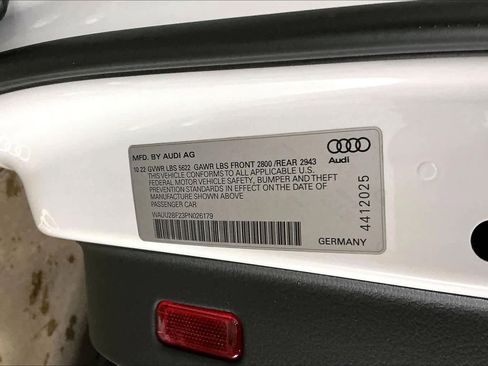 MFD. BY AUDI AG
10 22 GVWR LBS 5622 GAWR LBS FRONT 2800 /REAR 2943
THIS VEHICLE CONFORMS TO ALL APPLICABLE U.S.
FEDERAL MOTOR VEHICLE SAFETY, BUMPER AND THEFT
PREVENTION STANDARDS IN EFFECT ON THE DATE OF
MANUFACTURE SHOWN ABOVE
PASSENGER CAR
WAUU2BF23PN026179
Audi
4412025
GERMANY